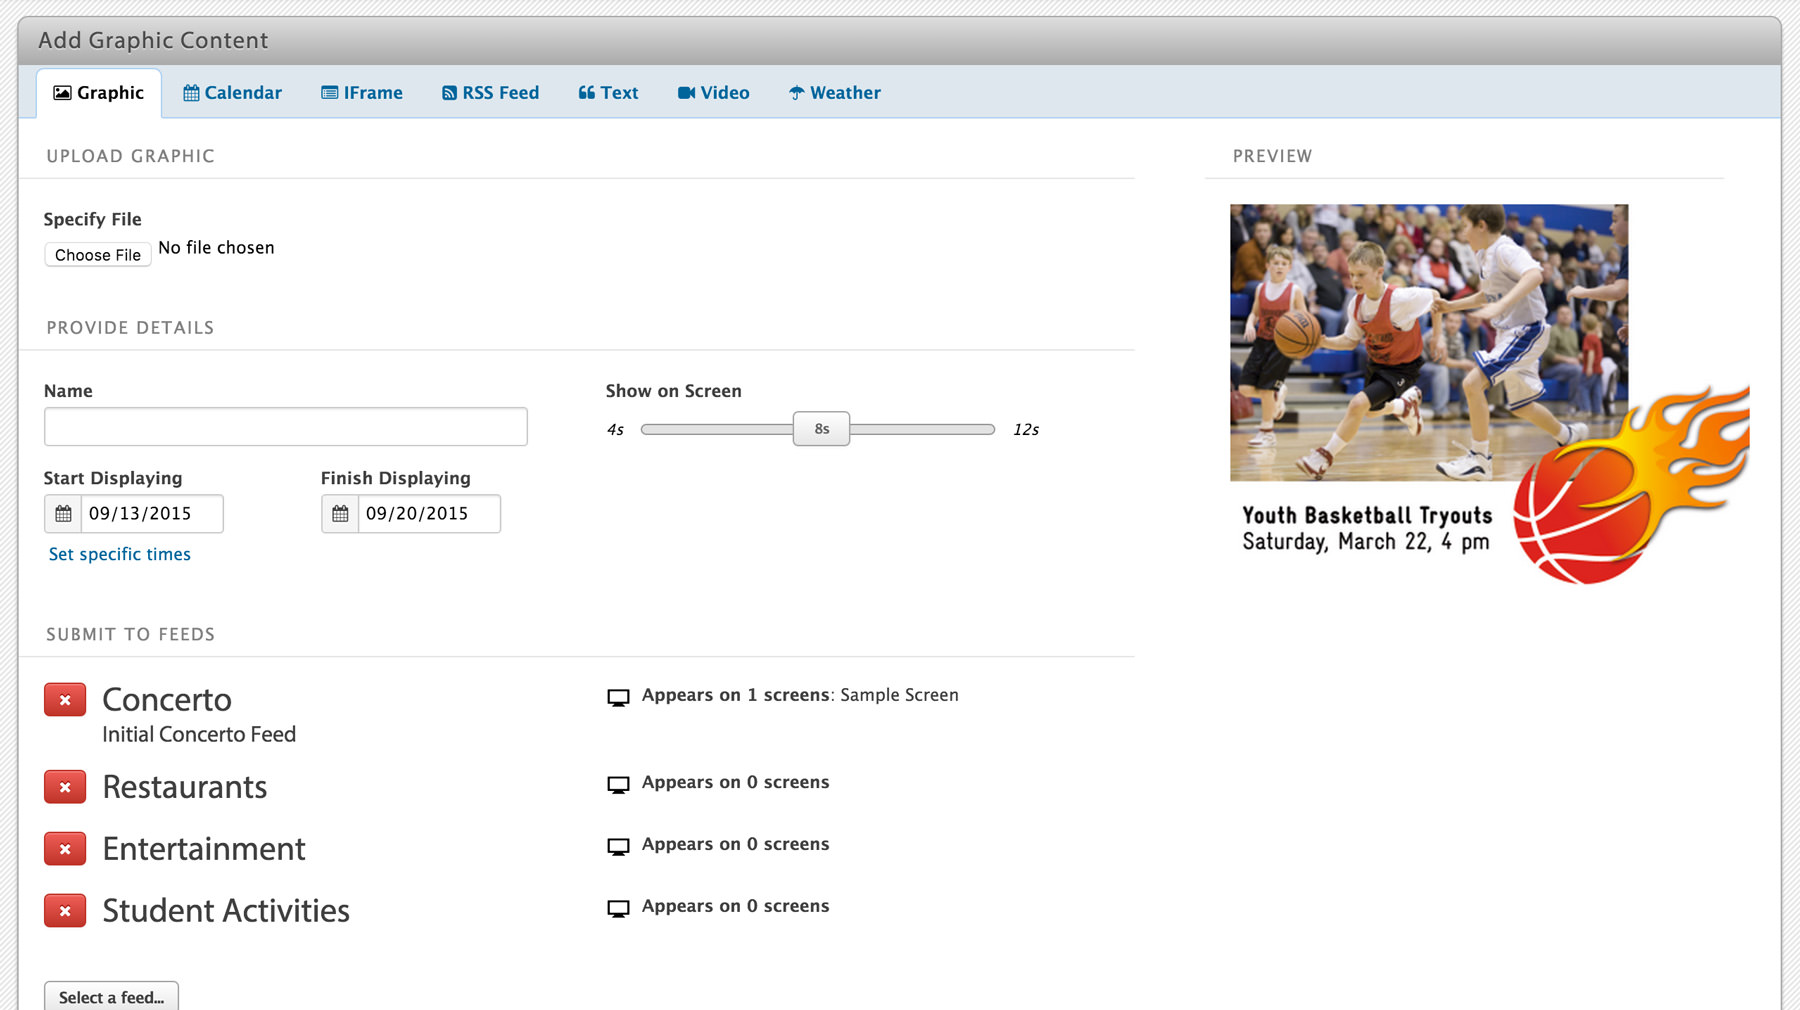 Add Graphic Content
Graphic Calendar IFrame RSS Feed Text Video Weather
UPLOAD GRAPHIC
Specify File
Choose File No file chosen
PROVIDE DETAILS
Name
Show on Screen
4s 8s 12s
Start Displaying
09/13/2015
Finish Displaying
09/20/2015
Set specific times
SUBMIT TO FEEDS
Concerto
Initial Concerto Feed
Appears on 1 screens: Sample Screen
Restaurants
Appears on 0 screens
Entertainment
Appears on 0 screens
Student Activities
Appears on 0 screens
Select a feed...
PREVIEW
Youth Basketball Tryouts
Saturday, March 22, 4 pm